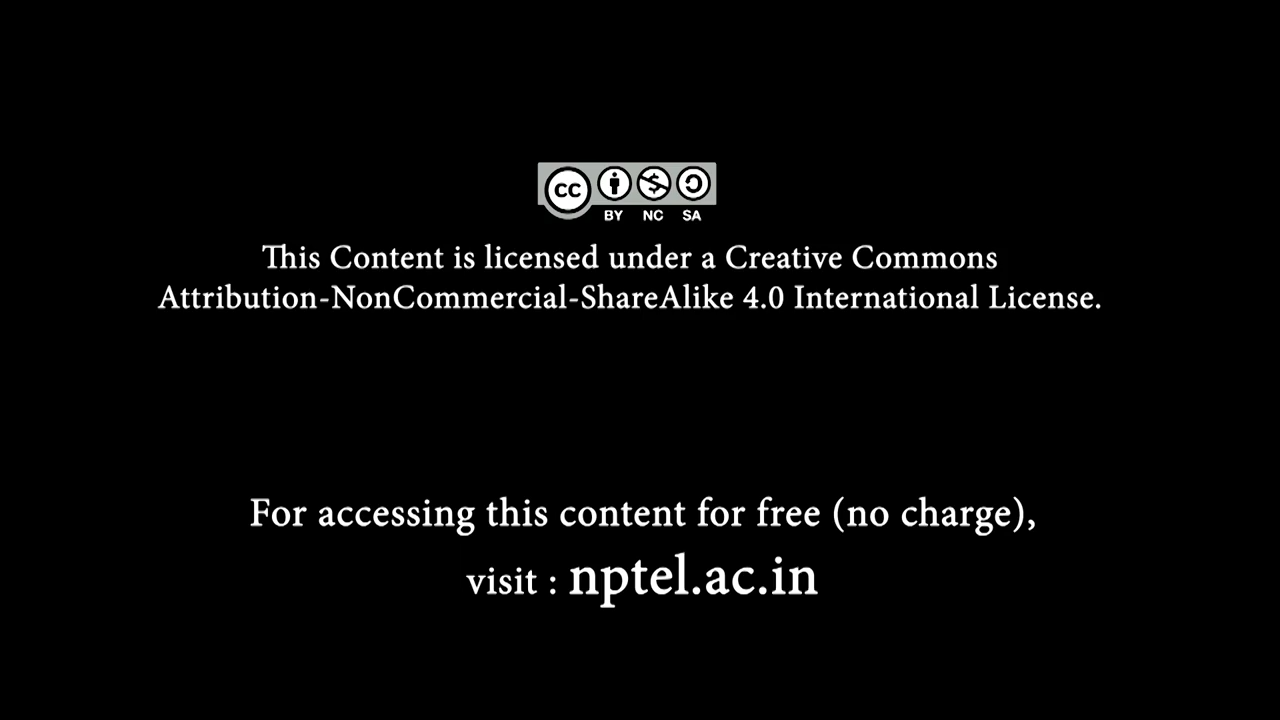 cc
BY NC SA
This Content is licensed under a Creative Commons
Attribution-NonCommercial-ShareAlike 4.0 International License.
For accessing this content for free (no charge),
visit : nptel.ac.in